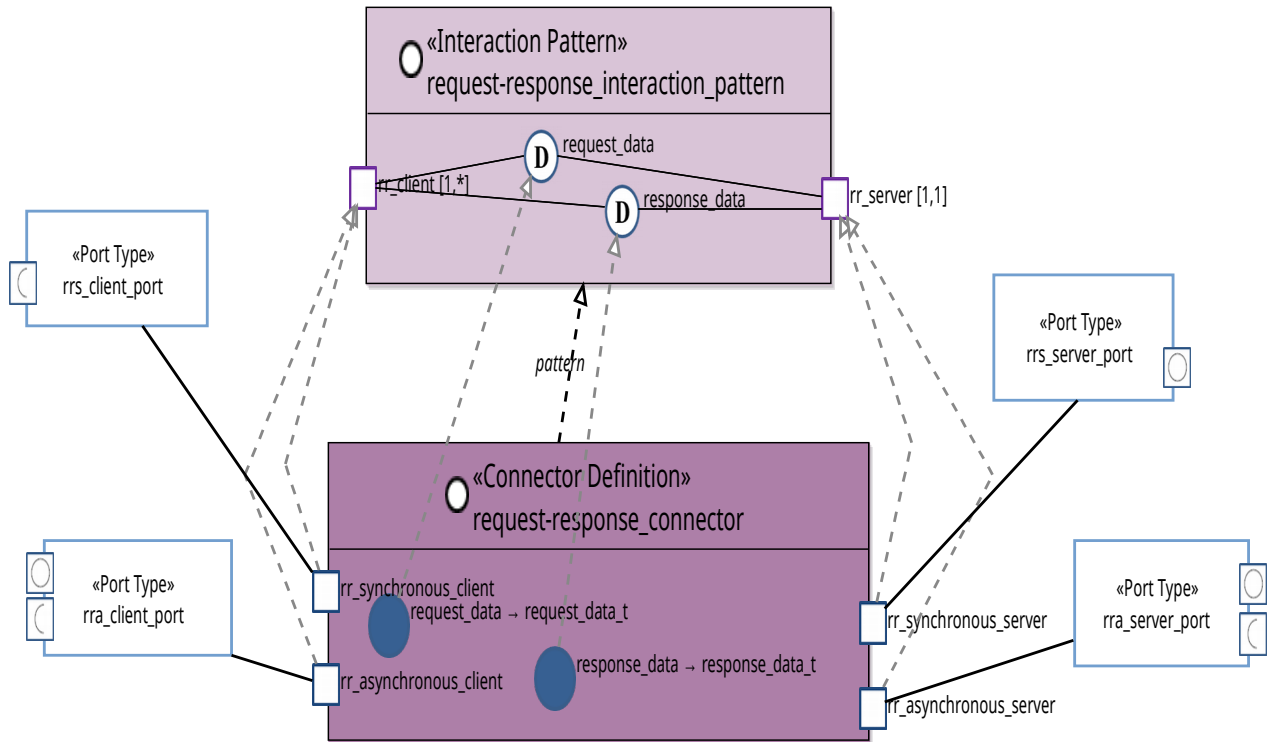 «Interaction Pattern»
request-response_interaction_pattern
request_data
rr_client [1,*]
response_data
rr_server [1,1]
D
D
«Port Type»
rrs_client_port
«Port Type»
rrs_server_port
pattern
«Connector Definition»
request-response_connector
«Port Type»
rra_client_port
rr_synchronous_client
request_data → request_data_t
response_data → response_data_t
rr_asynchronous_client
rr_synchronous_server
rr_asynchronous_server
«Port Type»
rra_server_port